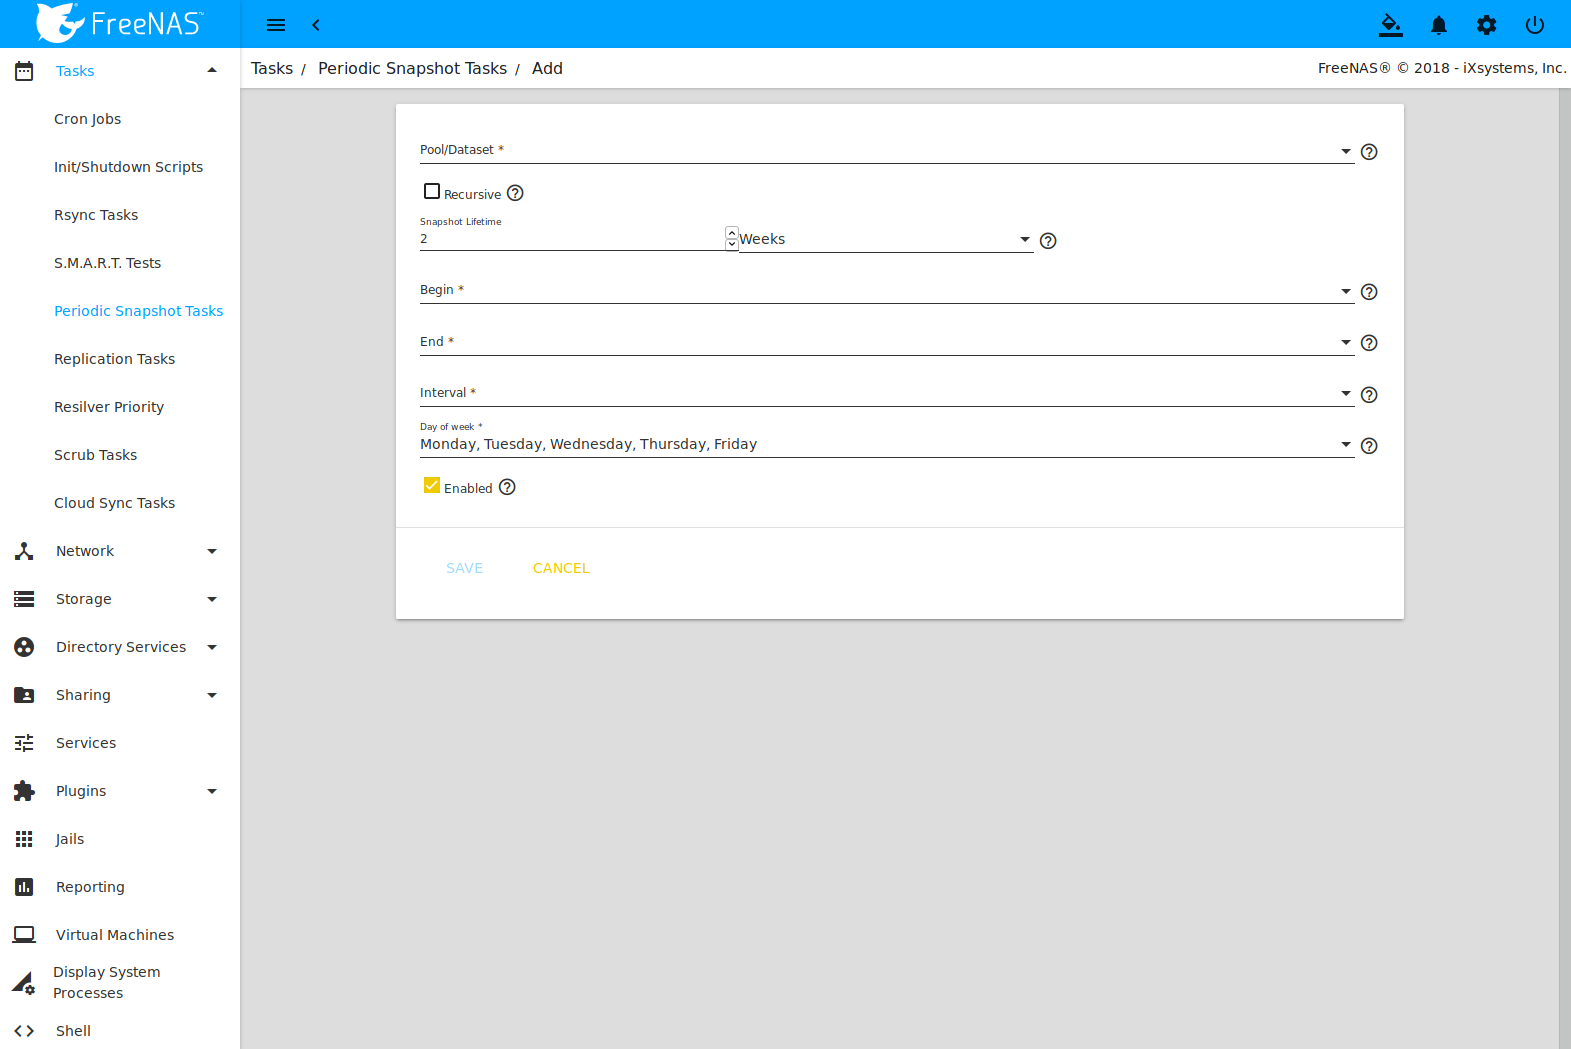 FreeNAS™
Tasks / Periodic Snapshot Tasks / Add
FreeNAS® © 2018 - iXsystems, Inc.
Tasks
Cron Jobs
Init/Shutdown Scripts
Rsync Tasks
S.M.A.R.T. Tests
Periodic Snapshot Tasks
Replication Tasks
Resilver Priority
Scrub Tasks
Cloud Sync Tasks
Network
Storage
Directory Services
Sharing
Services
Plugins
Jails
Reporting
Virtual Machines
Display System
Processes
Shell
Pool/Dataset *
Recursive
Snapshot Lifetime
2 Weeks
Begin *
End *
Interval *
Day of week *
Monday, Tuesday, Wednesday, Thursday, Friday
Enabled
SAVE CANCEL